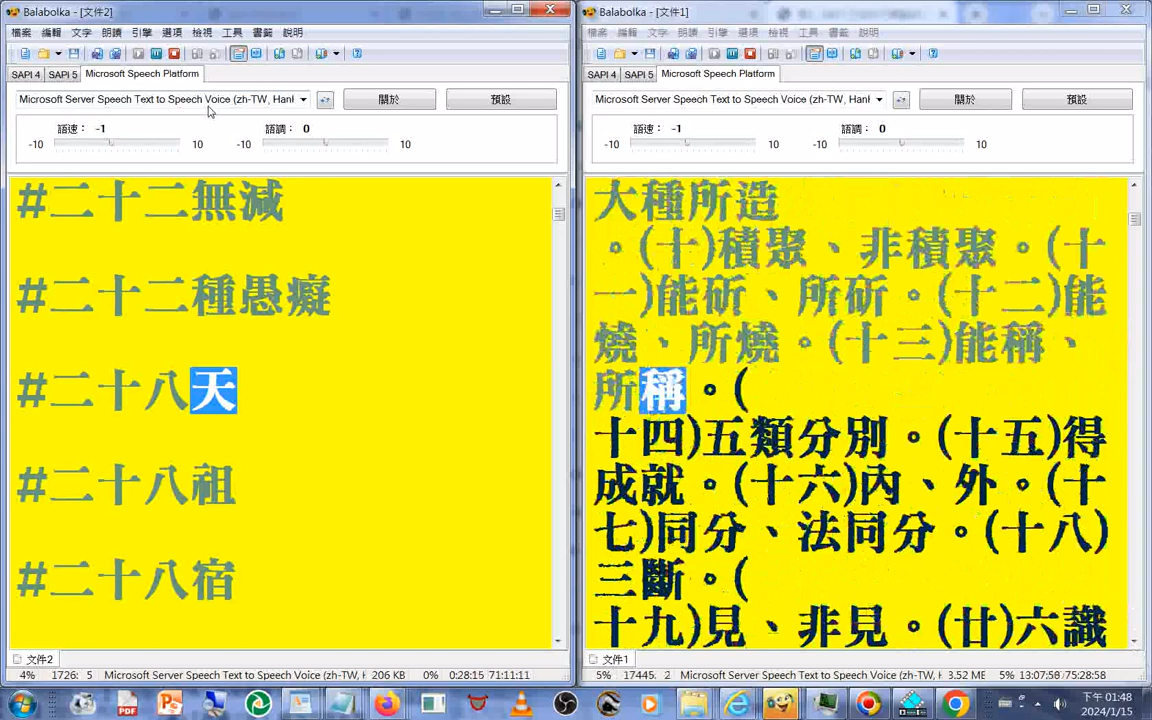 Balabolka - [文件2]
檔案 編輯 文字 朗讀 引擎 選項 檢視 工具 書籤 說明
SAPI 4 SAPI 5 Microsoft Speech Platform
Microsoft Server Speech Text to Speech Voice (zh-TW, Hanl
關於 預設
語速： -1 語調： 0
-10 10 -10 10
#二十二無減
#二十二種愚癡
#二十八天
#二十八祖
#二十八宿
文件2
4% 1726: 5 Microsoft Server Speech Text to Speech Voice (zh-TW, H 206 KB 0% 0:28:15 71:11:11
Balabolka - [文件1]
檔案 編輯 文字 朗讀 引擎 選項 檢視 工具 書籤 說明
SAPI 4 SAPI 5 Microsoft Speech Platform
Microsoft Server Speech Text to Speech Voice (zh-TW, Hanl
關於 預設
語速： -1 語調： 0
-10 10 -10 10
大種所造
。(十)積聚、非積聚。(十
一)能斫、所斫。(十二)能
燒、所燒。(十三)能稱、
所稱。(
十四)五類分別。(十五)得
成就。(十六)內、外。(十
七)同分、法同分。(十八)
三斷。(
十九)見、非見。(廿)六識
文件1
5% 17445. 2 Microsoft Server Speech Text to Speech Voice (zh-TW, H 3.52 ME 5% 13:07:50/75:28:58
下午 01:48
2024/1/15